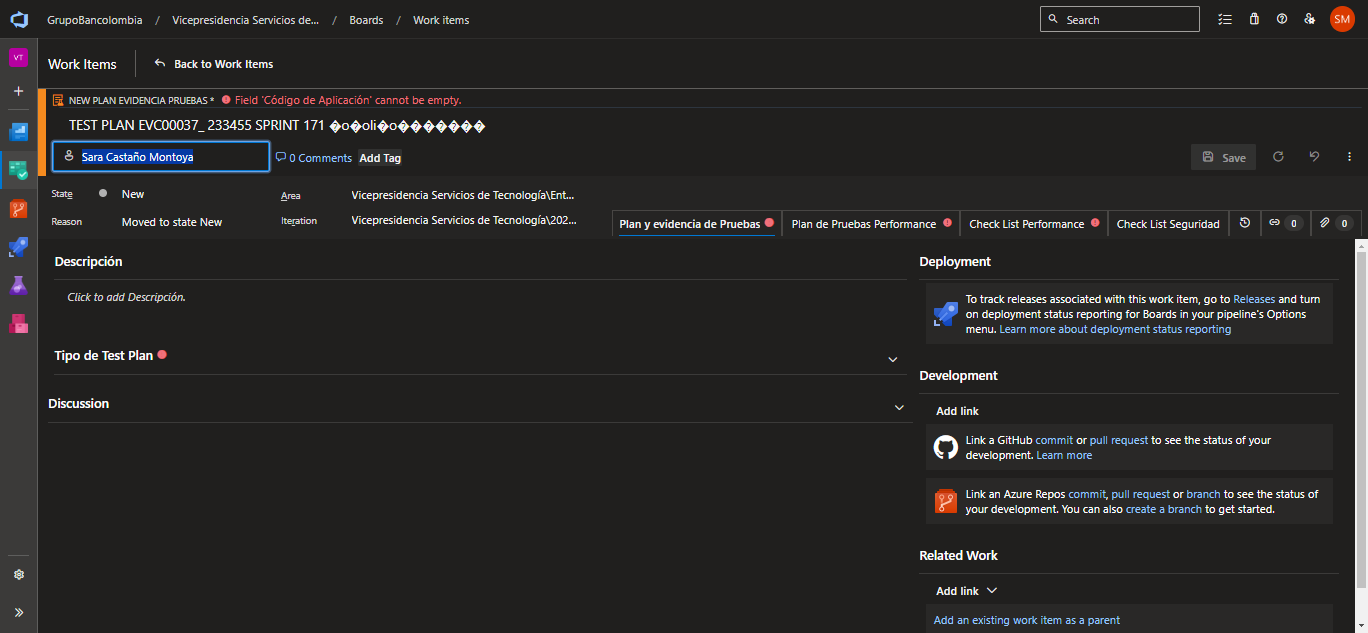 GrupoBancolombia / Vicepresidencia Servicios de... / Boards / Work items
Search
SM
VT
Work Items
Back to Work Items
NEW PLAN EVIDENCIA PRUEBAS * Field 'Código de Aplicación' cannot be empty.
TEST PLAN EVC00037_ 233455 SPRINT 171 �o�oli�o�������
Sara Castaño Montoya
0 Comments
Add Tag
Save
State
New
Area
Vicepresidencia Servicios de Tecnología\Ent...
Reason
Moved to state New
Iteration
Vicepresidencia Servicios de Tecnología\202...
Plan y evidencia de Pruebas
Plan de Pruebas Performance
Check List Performance
Check List Seguridad
0
0
Descripción
Click to add Descripción.
Tipo de Test Plan
Discussion
Deployment
To track releases associated with this work item, go to Releases and turn
on deployment status reporting for Boards in your pipeline's Options
menu. Learn more about deployment status reporting
Development
Add link
Link a GitHub commit or pull request to see the status of your
development. Learn more
Link an Azure Repos commit, pull request or branch to see the status of
your development. You can also create a branch to get started.
Related Work
Add link
Add an existing work item as a parent